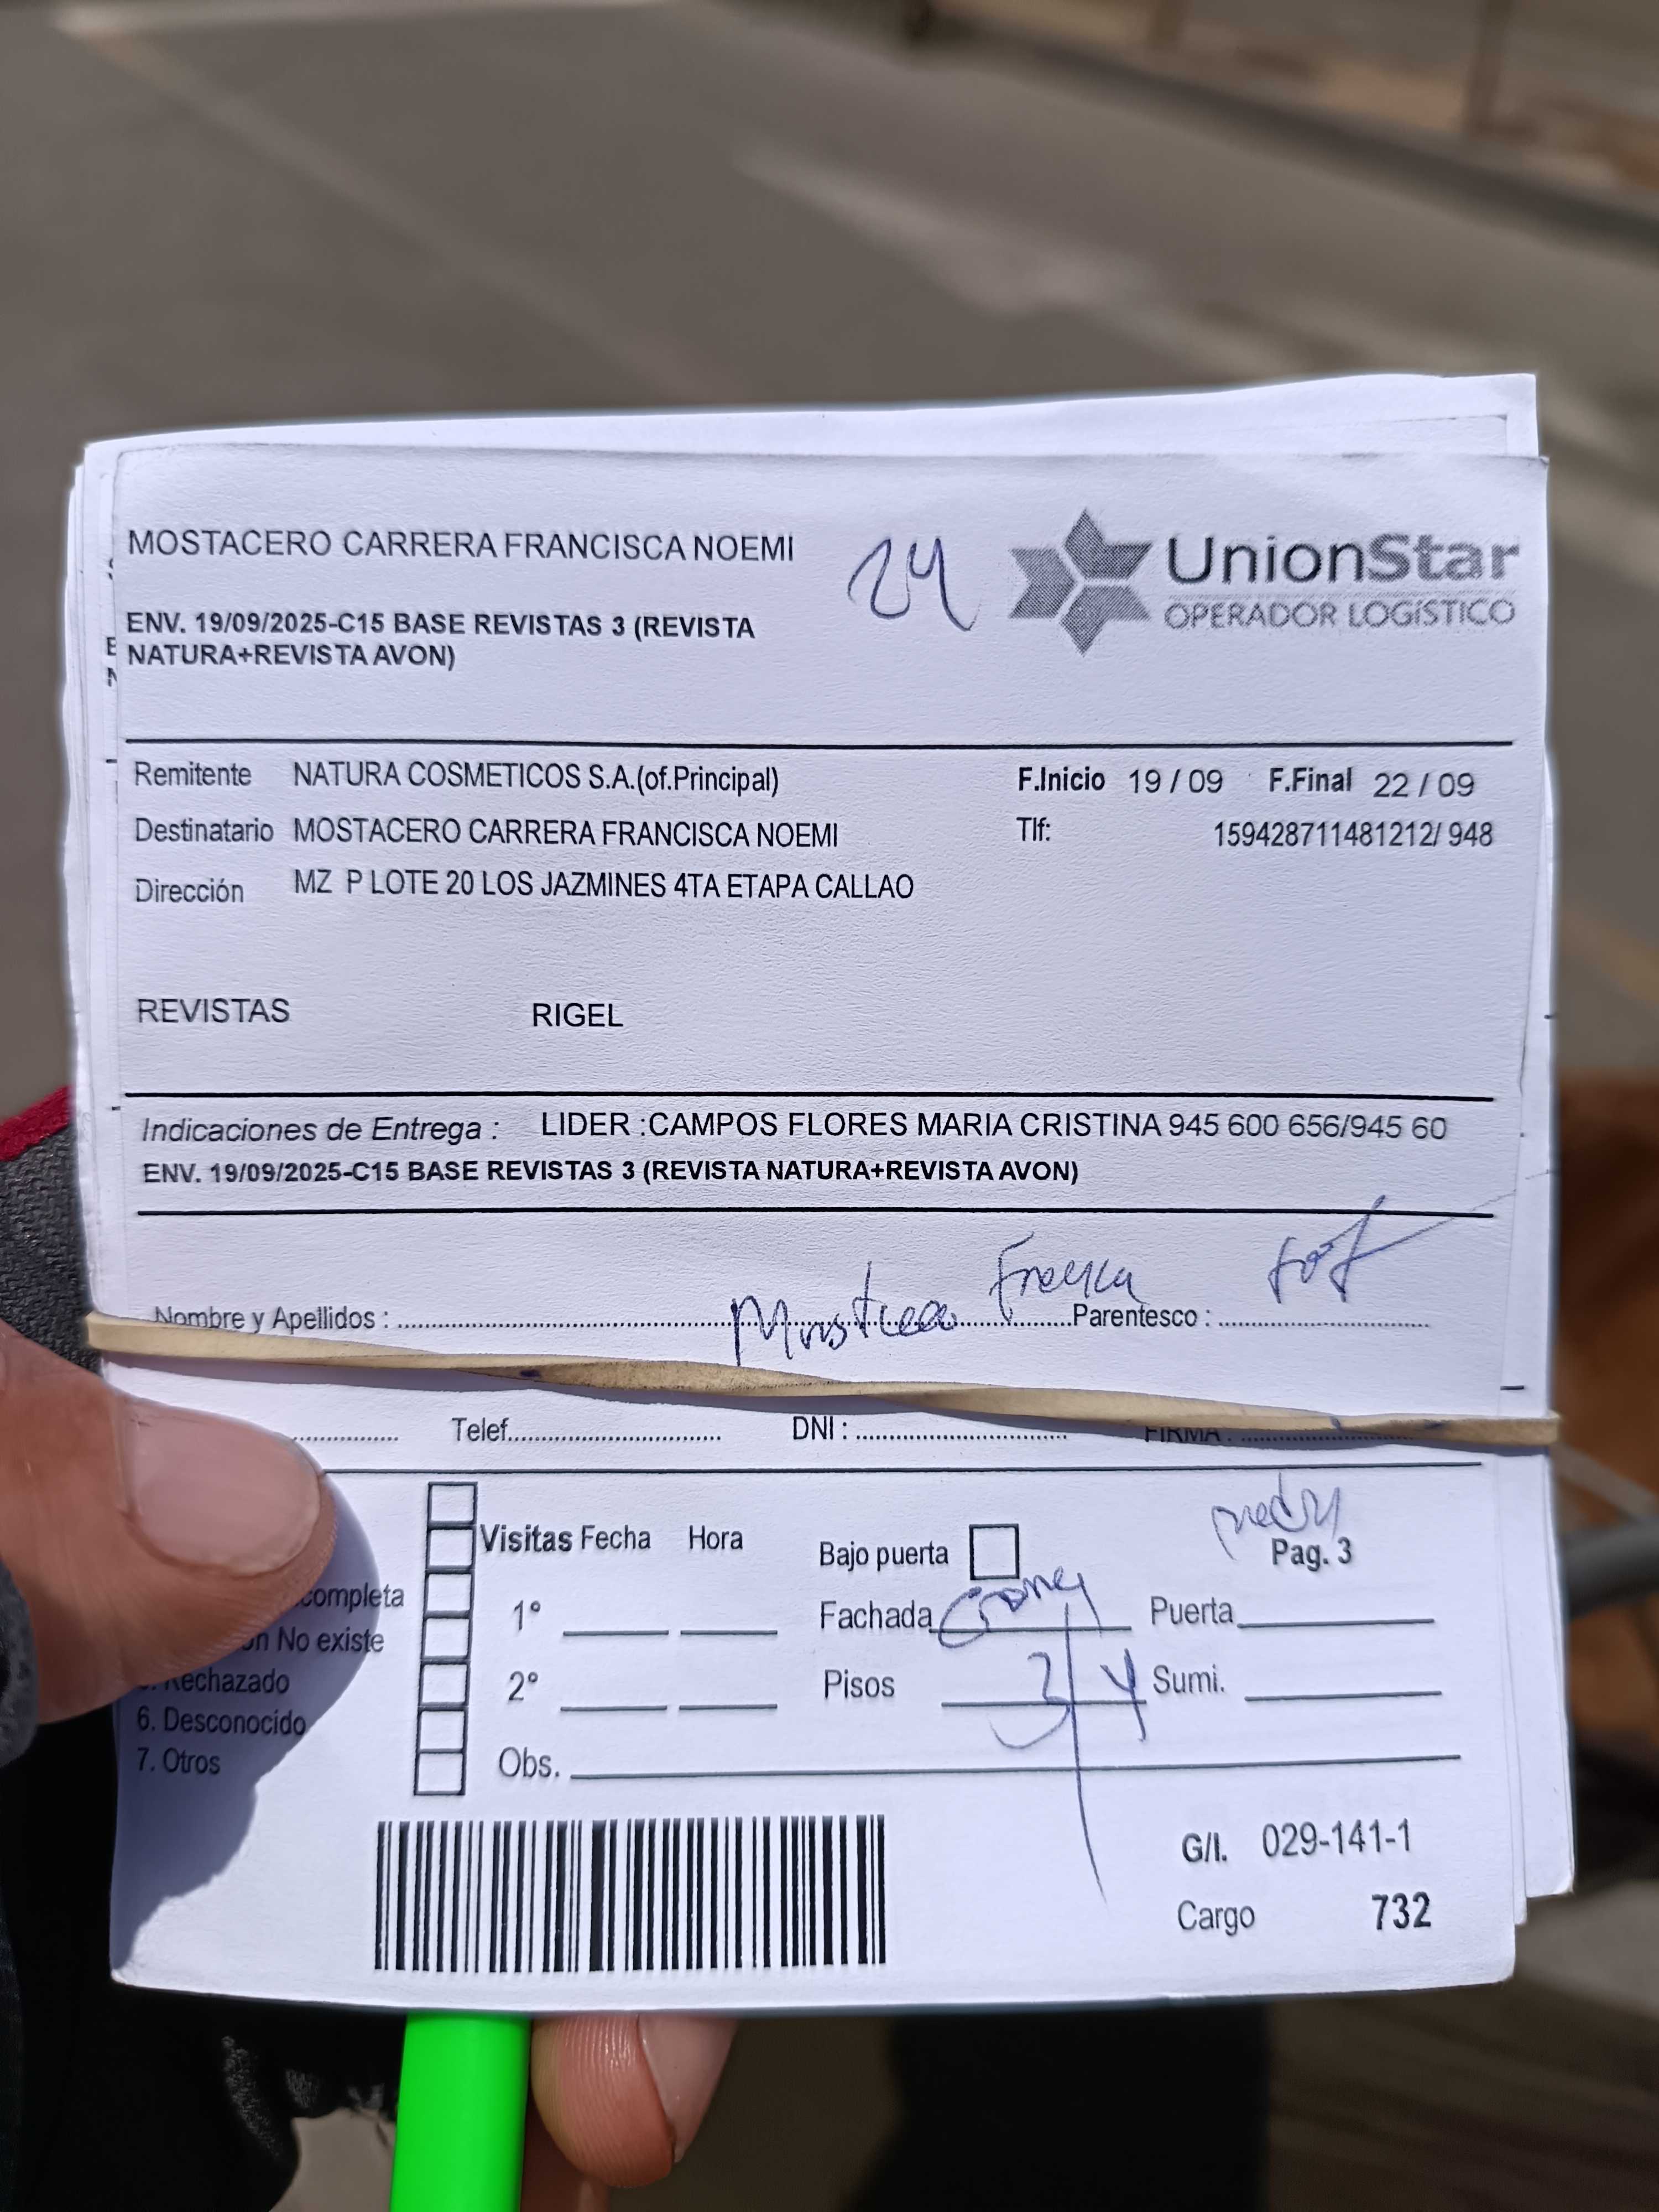 MOSTACERO CARRERA FRANCISCA NOEMI
24
UnionStar
OPERADOR LOGÍSTICO
ENV. 19/09/2025-C15 BASE REVISTAS 3 (REVISTA
NATURA+REVISTA AVON)
Remitente NATURA COSMETICOS S.A.(of.Principal) F.Inicio 19 / 09 F.Final 22 / 09
Destinatario MOSTACERO CARRERA FRANCISCA NOEMI Tlf: 159428711481212/ 948
Dirección MZ P LOTE 20 LOS JAZMINES 4TA ETAPA CALLAO
REVISTAS RIGEL
Indicaciones de Entrega : LIDER :CAMPOS FLORES MARIA CRISTINA 945 600 656/945 60
ENV. 19/09/2025-C15 BASE REVISTAS 3 (REVISTA NATURA+REVISTA AVON)
Nombre y Apellidos : Parentesco :
Telef. DNI : FIRMA :
Visitas Fecha Hora Bajo puerta Pag. 3
completa
1° Fachada Puerta
No existe
Rechazado 2° Pisos 3 4 Sumi.
6. Desconocido
7. Otros Obs.
G/I. 029-141-1
Cargo 732